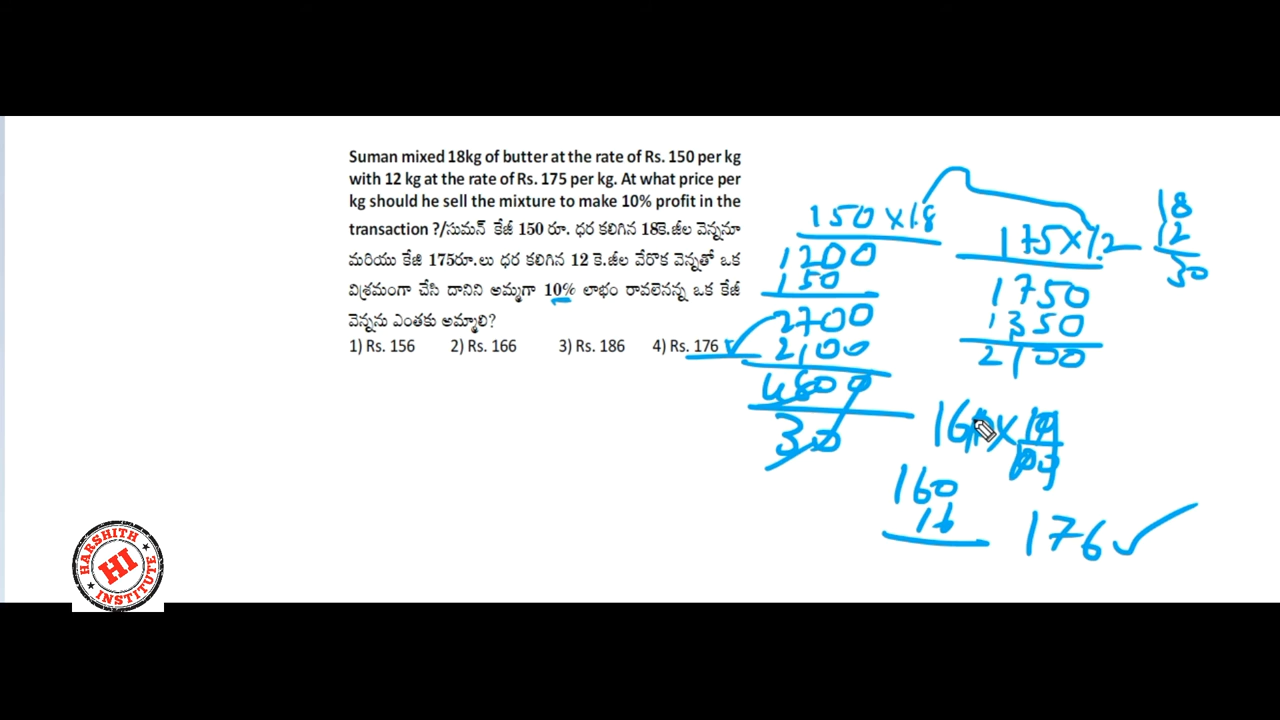 Suman mixed 18kg of butter at the rate of Rs. 150 per kg
with 12 kg at the rate of Rs. 175 per kg. At what price per
kg should he sell the mixture to make 10% profit in the
transaction ?/సుమన్ కేజీ 150 రూ. ధర కలిగిన 18కె.జీల వెన్ననూ
మరియు కేజీ 175రూ.లు ధర కలిగిన 12 కె.జీల వేరొక వెన్నతో ఒక
విశ్రమంగా చేసి దానిని అమ్మగా 10% లాభం రావలెనన్న ఒక కేజీ
వెన్నను ఎంతకు అమ్మాలి?
1) Rs. 156 2) Rs. 166 3) Rs. 186 4) Rs. 176
150 × 18
1200
150
2700
2100
4800
30
175 × 12
1750
1350
2100
18
12
30
160
16
176
HARSHITH
HI
INSTITUTE